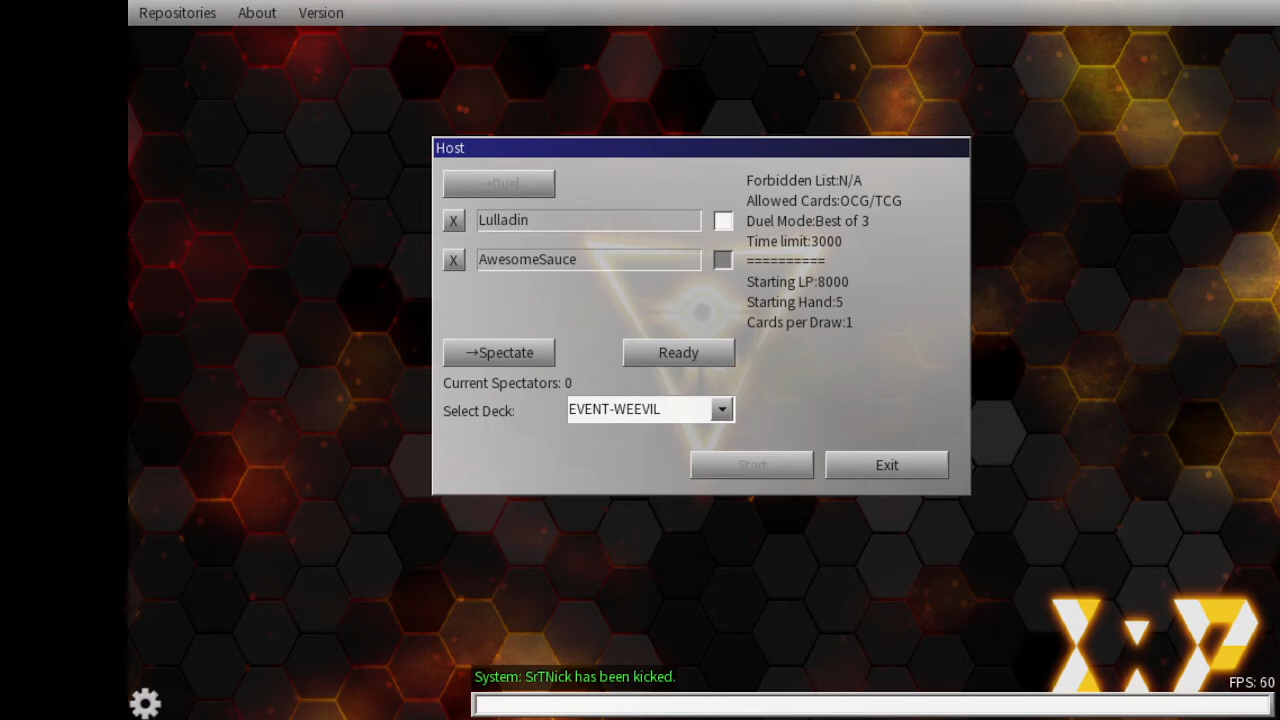 Repositories About Version
Host
→Duel
Forbidden List:N/A
Allowed Cards:OCG/TCG
X Lulladin
Duel Mode:Best of 3
Time limit:3000
X AwesomeSauce
==========
Starting LP:8000
Starting Hand:5
Cards per Draw:1
→Spectate Ready
Current Spectators: 0
Select Deck: EVENT-WEEVIL
Start Exit
System: SrTNick has been kicked.
FPS: 60